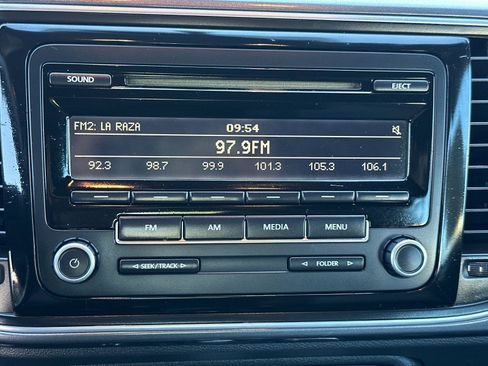 SOUND EJECT
FM2: LA RAZA 09:54
97.9FM
92.3 98.7 99.9 101.3 105.3 106.1
FM AM MEDIA MENU
◁ SEEK/TRACK ▷ ◁ FOLDER ▷